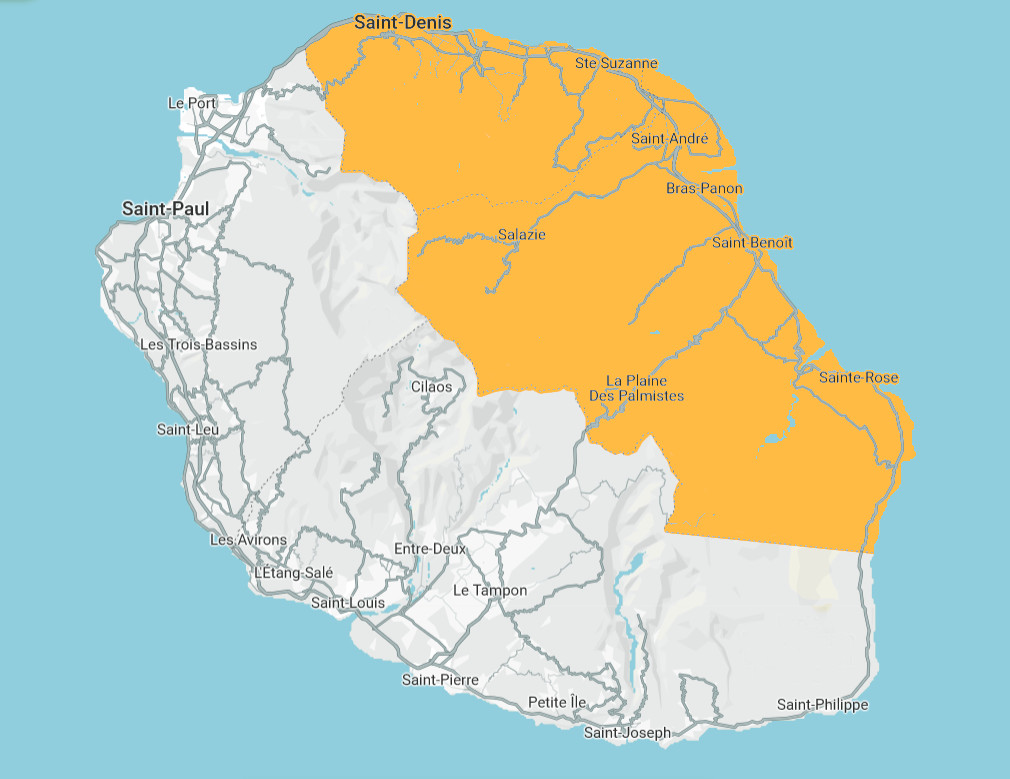 Saint-Denis
Ste Suzanne
Le Port
Saint-André
Bras-Panon
Saint-Paul
Salazie
Saint-Benoît
Les Trois-Bassins
La Plaine
Des Palmistes
Sainte-Rose
Cilaos
Saint-Leu
Les Avirons
Entre-Deux
L'Étang-Salé
Le Tampon
Saint-Louis
Saint-Pierre
Petite Île
Saint-Philippe
Saint-Joseph